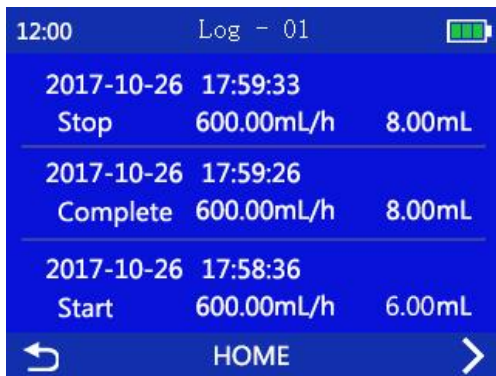 12:00 Log - 01
2017-10-26 17:59:33
Stop 600.00mL/h 8.00mL
2017-10-26 17:59:26
Complete 600.00mL/h 8.00mL
2017-10-26 17:58:36
Start 600.00mL/h 6.00mL
HOME